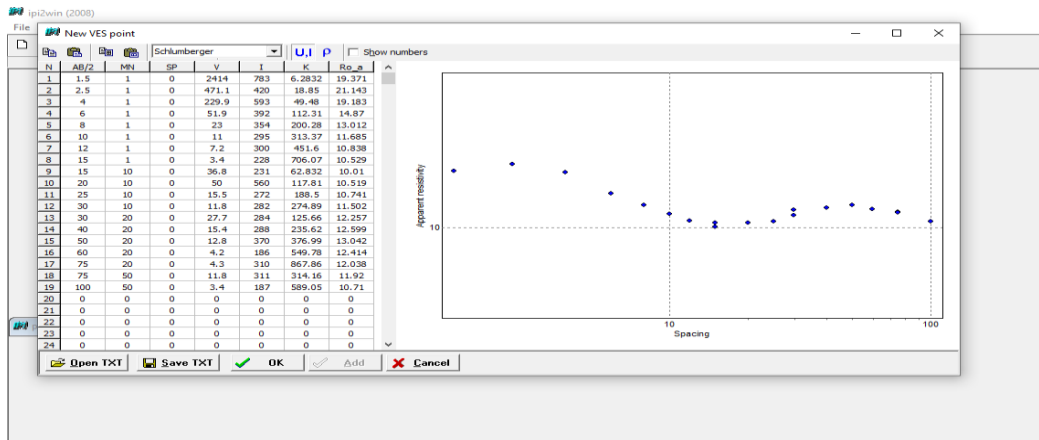 ipi2win (2008)
File
New VES point
Schlumberger U,I ρ Show numbers
N AB/2 MN SP V I K Ro_a
1 1.5 1 0 2414 783 6.2832 19.371
2 2.5 1 0 471.1 420 18.85 21.143
3 4 1 0 229.9 593 49.48 19.183
4 6 1 0 51.9 392 112.31 14.87
5 8 1 0 23 354 200.28 13.012
6 10 1 0 11 295 313.37 11.685
7 12 1 0 7.2 300 451.6 10.838
8 15 1 0 3.4 228 706.07 10.529
9 15 10 0 36.8 231 62.832 10.01
10 20 10 0 50 560 117.81 10.519
11 25 10 0 15.5 272 188.5 10.741
12 30 10 0 11.8 282 274.89 11.502
13 30 20 0 27.7 284 125.66 12.257
14 40 20 0 15.4 288 235.62 12.599
15 50 20 0 12.8 370 376.99 13.042
16 60 20 0 4.2 186 549.78 12.414
17 75 20 0 4.3 310 867.86 12.038
18 75 50 0 11.8 311 314.16 11.92
19 100 50 0 3.4 187 589.05 10.71
20 0 0 0 0 0 0 0
21 0 0 0 0 0 0 0
22 0 0 0 0 0 0 0
23 0 0 0 0 0 0 0
24 0 0 0 0 0 0 0
Apparent resistivity
10
10 100
Spacing
Open TXT Save TXT OK Add Cancel